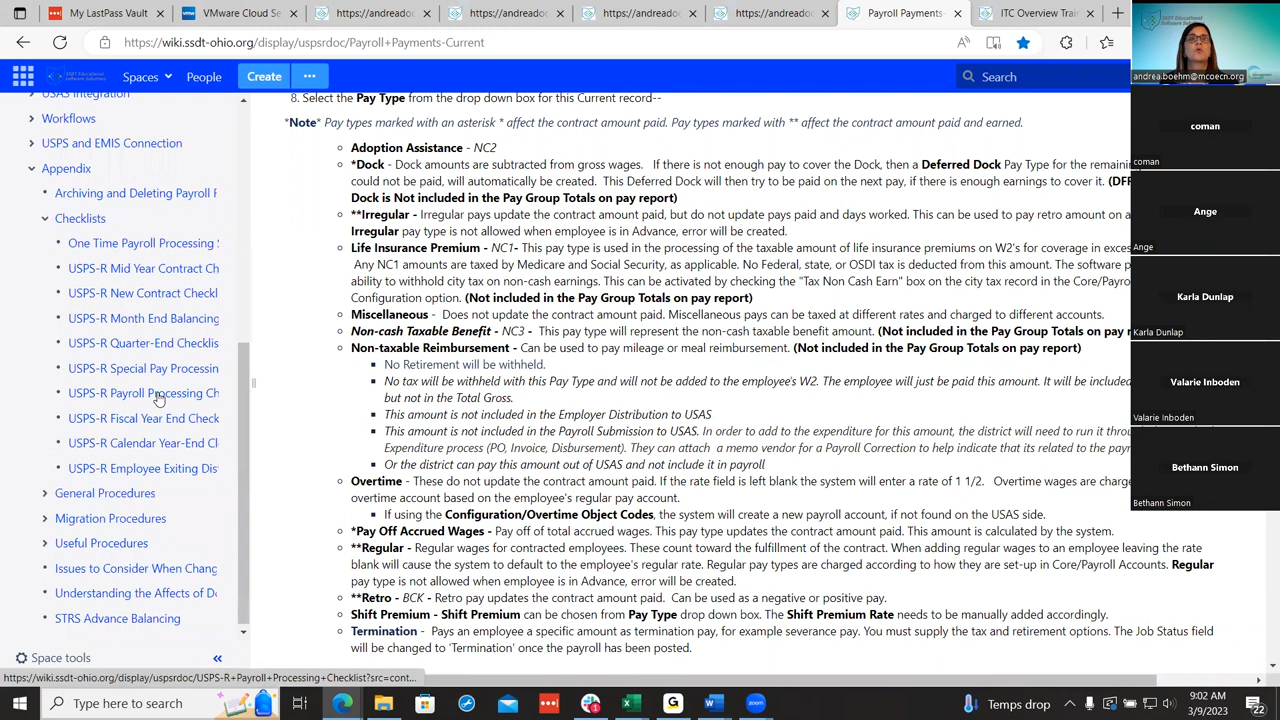 My LastPass Vault
VMware Cloud Se
https://andreadoc
https://andreadoc
https://andreadoc
https://andreadoc
Payroll Payments-
ITC Overview Train
https://wiki.ssdt-ohio.org/display/uspsrdoc/Payroll+Payments-Current
Spaces
People
Create
Search
USAS Integration
Workflows
USPS and EMIS Connection
Appendix
Archiving and Deleting Payroll F
Checklists
One Time Payroll Processing
USPS-R Mid Year Contract Ch
USPS-R New Contract Checkl
USPS-R Month End Balancing
USPS-R Quarter-End Checklis
USPS-R Special Pay Processin
USPS-R Payroll Processing Ch
USPS-R Fiscal Year End Check
USPS-R Calendar Year-End Cl
USPS-R Employee Exiting Dis
General Procedures
Migration Procedures
Useful Procedures
Issues to Consider When Chang
Understanding the Affects of Do
STRS Advance Balancing
Space tools
8. Select the Pay Type from the drop down box for this Current record--
*Note* Pay types marked with an asterisk * affect the contract amount paid. Pay types marked with ** affect the contract amount paid and earned.
Adoption Assistance - NC2
*Dock - Dock amounts are subtracted from gross wages. If there is not enough pay to cover the Dock, then a Deferred Dock Pay Type for the remain
could not be paid, will automatically be created. This Deferred Dock will then try to be paid on the next pay, if there is enough earnings to cover it. (DFR
Dock is Not included in the Pay Group Totals on pay report)
**Irregular - Irregular pays update the contract amount paid, but do not update pays paid and days worked. This can be used to pay retro amount on a
Irregular pay type is not allowed when employee is in Advance, error will be created.
Life Insurance Premium - NC1- This pay type is used in the processing of the taxable amount of life insurance premiums on W2's for coverage in exces
Any NC1 amounts are taxed by Medicare and Social Security, as applicable. No Federal, state, or OSDI tax is deducted from this amount. The software p
ability to withhold city tax on non-cash earnings. This can be activated by checking the "Tax Non Cash Earn" box on the city tax record in the Core/Payro
Configuration option. (Not included in the Pay Group Totals on pay report)
Miscellaneous - Does not update the contract amount paid. Miscellaneous pays can be taxed at different rates and charged to different accounts.
Non-cash Taxable Benefit - NC3 - This pay type will represent the non-cash taxable benefit amount. (Not included in the Pay Group Totals on pay r
Non-taxable Reimbursement - Can be used to pay mileage or meal reimbursement. (Not included in the Pay Group Totals on pay report)
No Retirement will be withheld.
No tax will be withheld with this Pay Type and will not be added to the employee's W2. The employee will just be paid this amount. It will be included
but not in the Total Gross.
This amount is not included in the Employer Distribution to USAS
This amount is not included in the Payroll Submission to USAS. In order to add to the expenditure for this amount, the district will need to run it throu
Expenditure process (PO, Invoice, Disbursement). They can attach a memo vendor for a Payroll Correction to help indicate that its related to the payr
Or the district can pay this amount out of USAS and not include it in payroll
Overtime - These do not update the contract amount paid. If the rate field is left blank the system will enter a rate of 1 1/2. Overtime wages are charge
overtime account based on the employee's regular pay account.
If using the Configuration/Overtime Object Codes, the system will create a new payroll account, if not found on the USAS side.
*Pay Off Accrued Wages - Pay off of total accrued wages. This pay type updates the contract amount paid. This amount is calculated by the system.
**Regular - Regular wages for contracted employees. These count toward the fulfillment of the contract. When adding regular wages to an employee leaving the rate
blank will cause the system to default to the employee's regular rate. Regular pay types are charged according to how they are set-up in Core/Payroll Accounts. Regular
pay type is not allowed when employee is in Advance, error will be created.
**Retro - BCK - Retro pay updates the contract amount paid. Can be used as a negative or positive pay.
Shift Premium - Shift Premium can be chosen from Pay Type drop down box. The Shift Premium Rate needs to be manually added accordingly.
Termination - Pays an employee a specific amount as termination pay, for example severance pay. You must supply the tax and retirement options. The Job Status field
will be changed to 'Termination' once the payroll has been posted.
andrea.boehm@mcoecn.org
coman
coman
Ange
Ange
Karla Dunlap
Karla Dunlap
Valarie Inboden
Valarie Inboden
Bethann Simon
Bethann Simon
https://wiki.ssdt-ohio.org/display/uspsrdoc/USPS-R+Payroll+Processing+Checklist?src=cont...
Type here to search
Temps drop
9:02 AM
3/9/2023
22